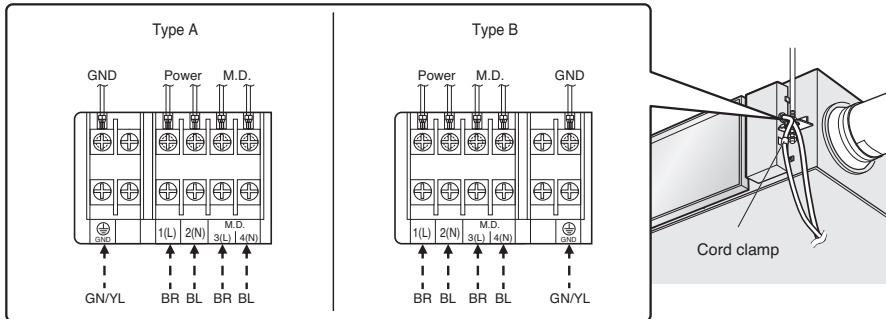 Type A
Type B
GND Power M.D.
Power M.D. GND
GND 1(L) 2(N) M.D. 3(L) 4(N)
1(L) 2(N) M.D. 3(L) 4(N) GND
GN/YL BR BL BR BL
BR BL BR BL GN/YL
Cord clamp